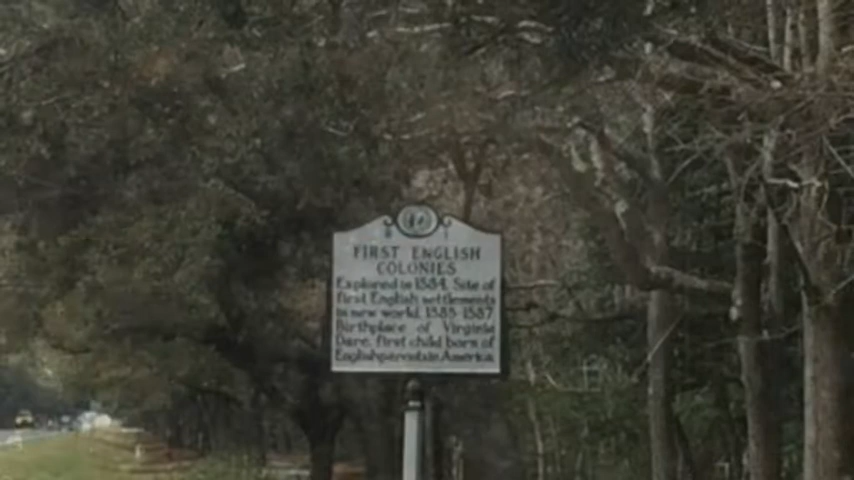 FIRST ENGLISH
COLONIES
Explored in 1584. Site of
first English settlements
in new world, 1585-1587.
Birthplace of Virginia
Dare, first child born of
English parents in America.